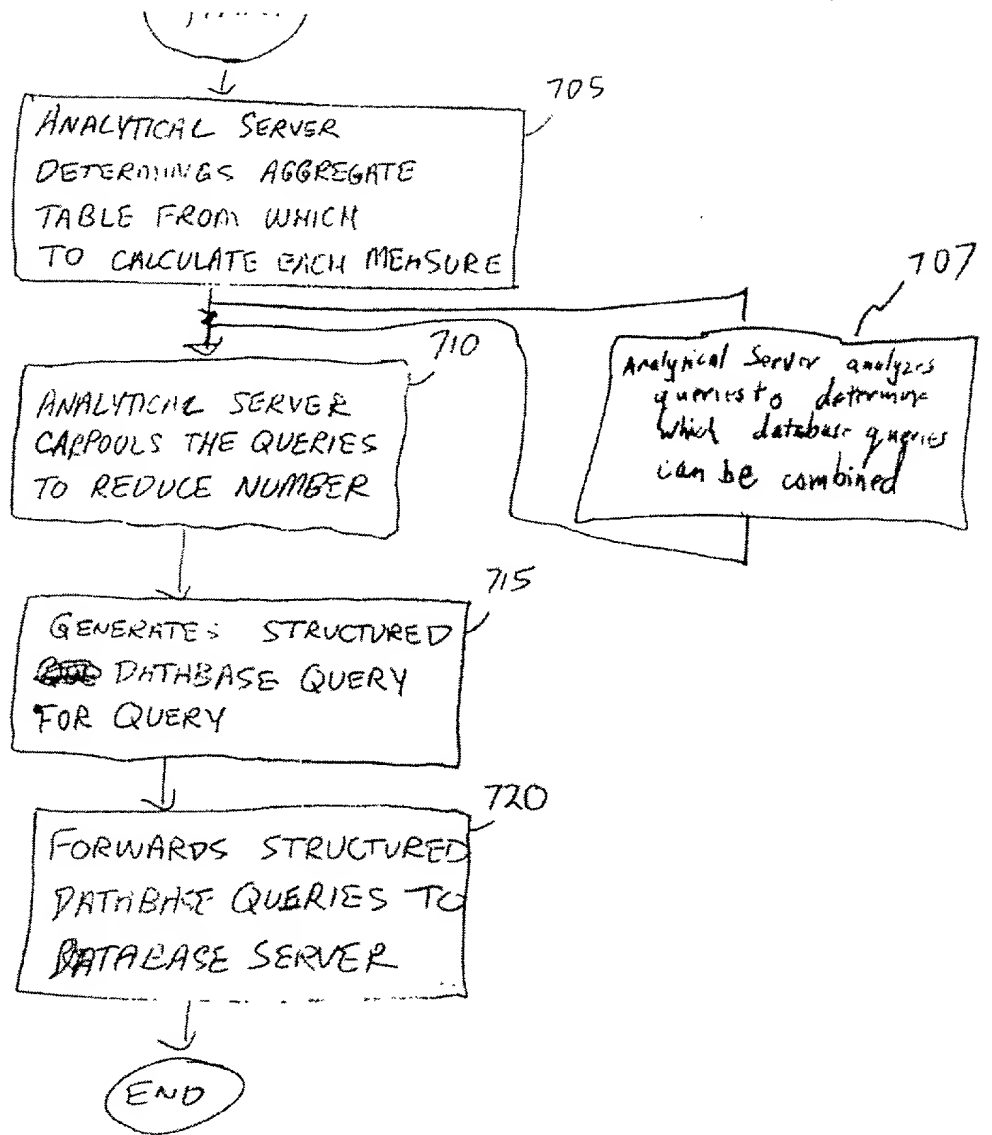 705
ANALYTICAL SERVER
DETERMINES AGGREGATE
TABLE FROM WHICH
TO CALCULATE EACH MEASURE
707
Analytical Server analyzes
queries to determine
which database queries
can be combined
710
ANALYTICAL SERVER
CARPOOLS THE QUERIES
TO REDUCE NUMBER
715
GENERATES STRUCTURED
DATABASE QUERY
FOR QUERY
720
FORWARDS STRUCTURED
DATABASE QUERIES TO
DATABASE SERVER
END